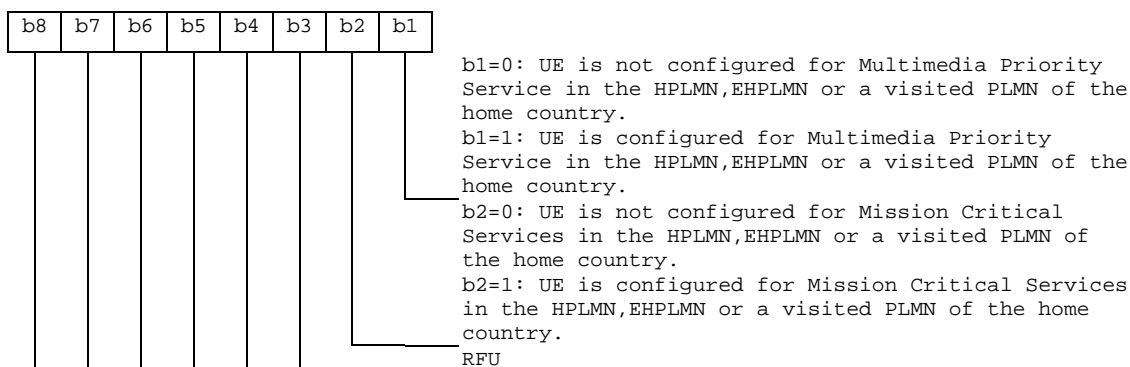 b8 b7 b6 b5 b4 b3 b2 b1
b1=0: UE is not configured for Multimedia Priority
Service in the HPLMN,EHPLMN or a visited PLMN of the
home country.
b1=1: UE is configured for Multimedia Priority
Service in the HPLMN,EHPLMN or a visited PLMN of the
home country.
b2=0: UE is not configured for Mission Critical
Services in the HPLMN,EHPLMN or a visited PLMN of
the home country.
b2=1: UE is configured for Mission Critical Services
in the HPLMN,EHPLMN or a visited PLMN of the home
country.
RFU